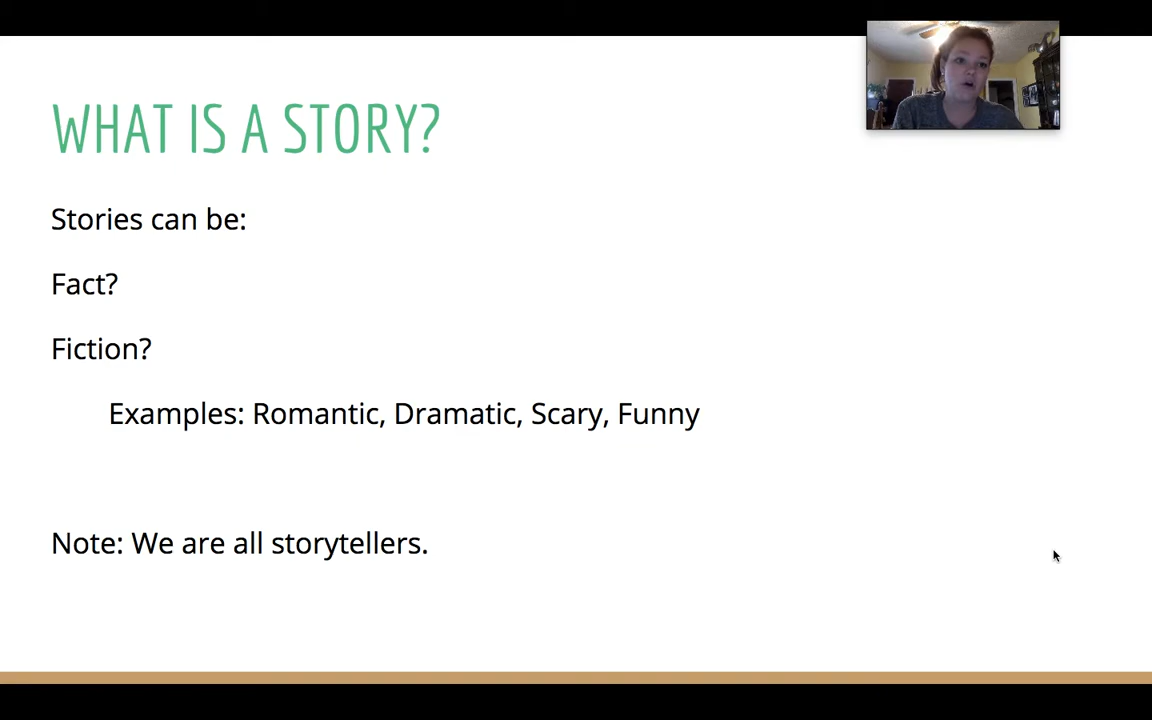 WHAT IS A STORY?
Stories can be:
Fact?
Fiction?
Examples: Romantic, Dramatic, Scary, Funny
Note: We are all storytellers.